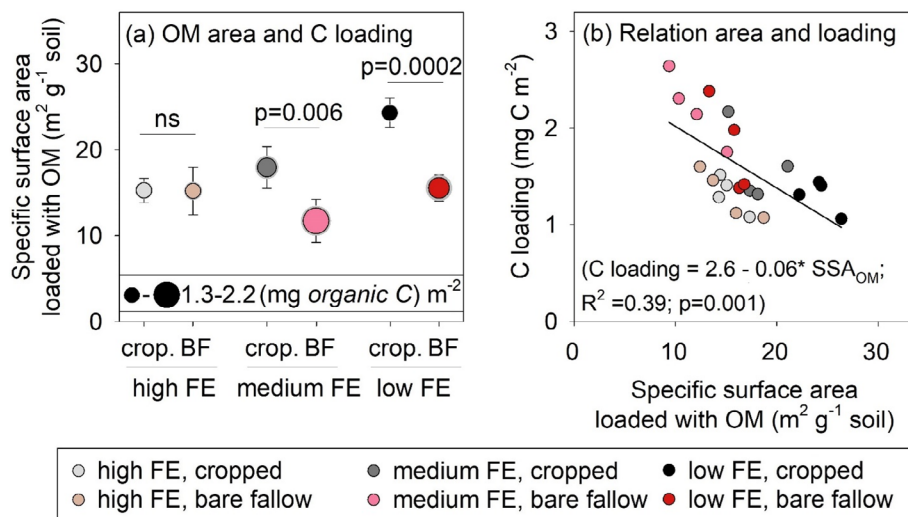 (a) OM area and C loading
Specific surface area
loaded with OM (m² g⁻¹ soil)
30
20
10
0
ns
p=0.006
p=0.0002
- 1.3-2.2 (mg organic C) m⁻²
crop. BF crop. BF crop. BF
high FE medium FE low FE
(b) Relation area and loading
C loading (mg C m⁻²)
3
2
1
0
(C loading = 2.6 - 0.06* SSA_OM;
R² =0.39; p=0.001)
0 10 20 30
Specific surface area
loaded with OM (m² g⁻¹ soil)
high FE, cropped medium FE, cropped low FE, cropped
high FE, bare fallow medium FE, bare fallow low FE, bare fallow